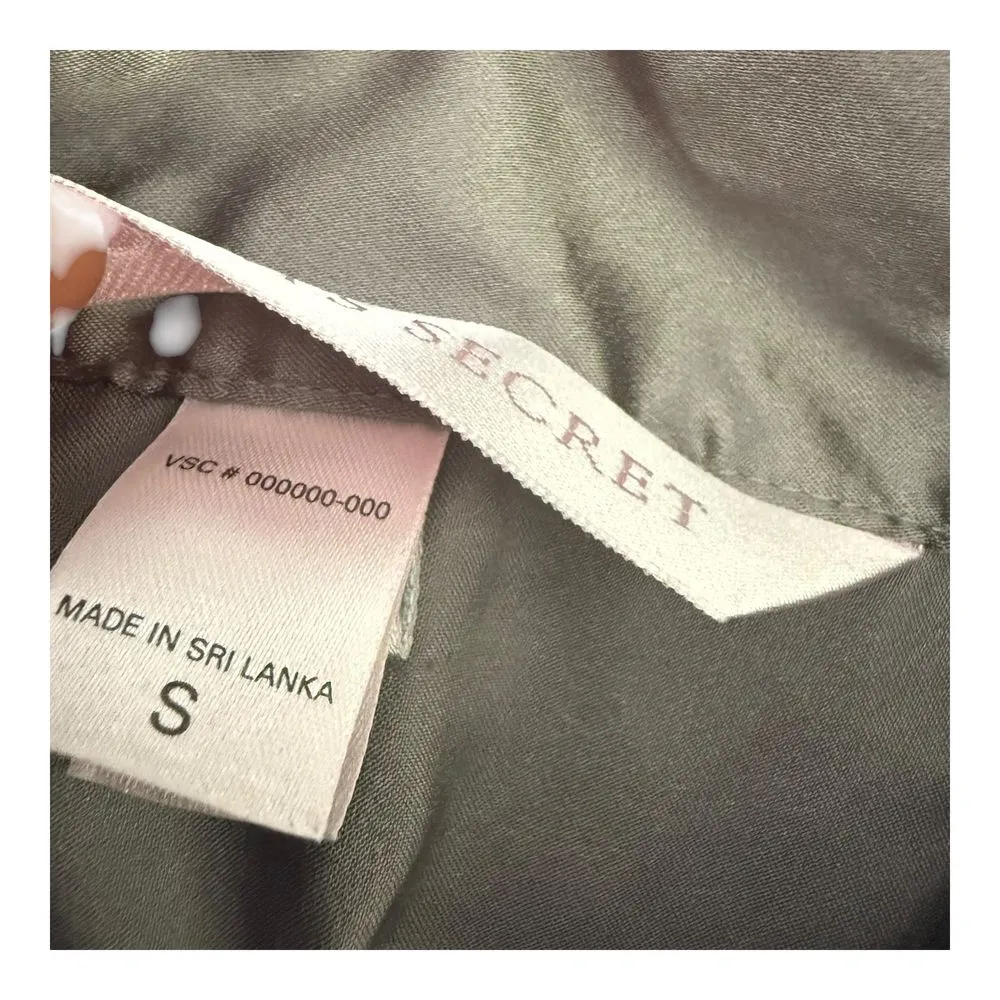 S SECRET
VSC # 000000-000
MADE IN SRI LANKA
S